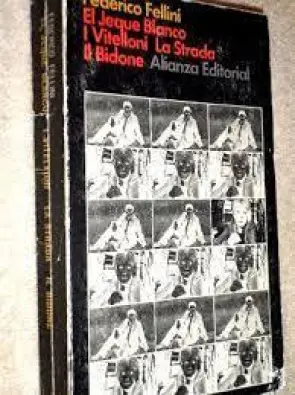 Federico Fellini
El Jeque Blanco
I Vitelloni La Strada
Il Bidone Alianza Editorial